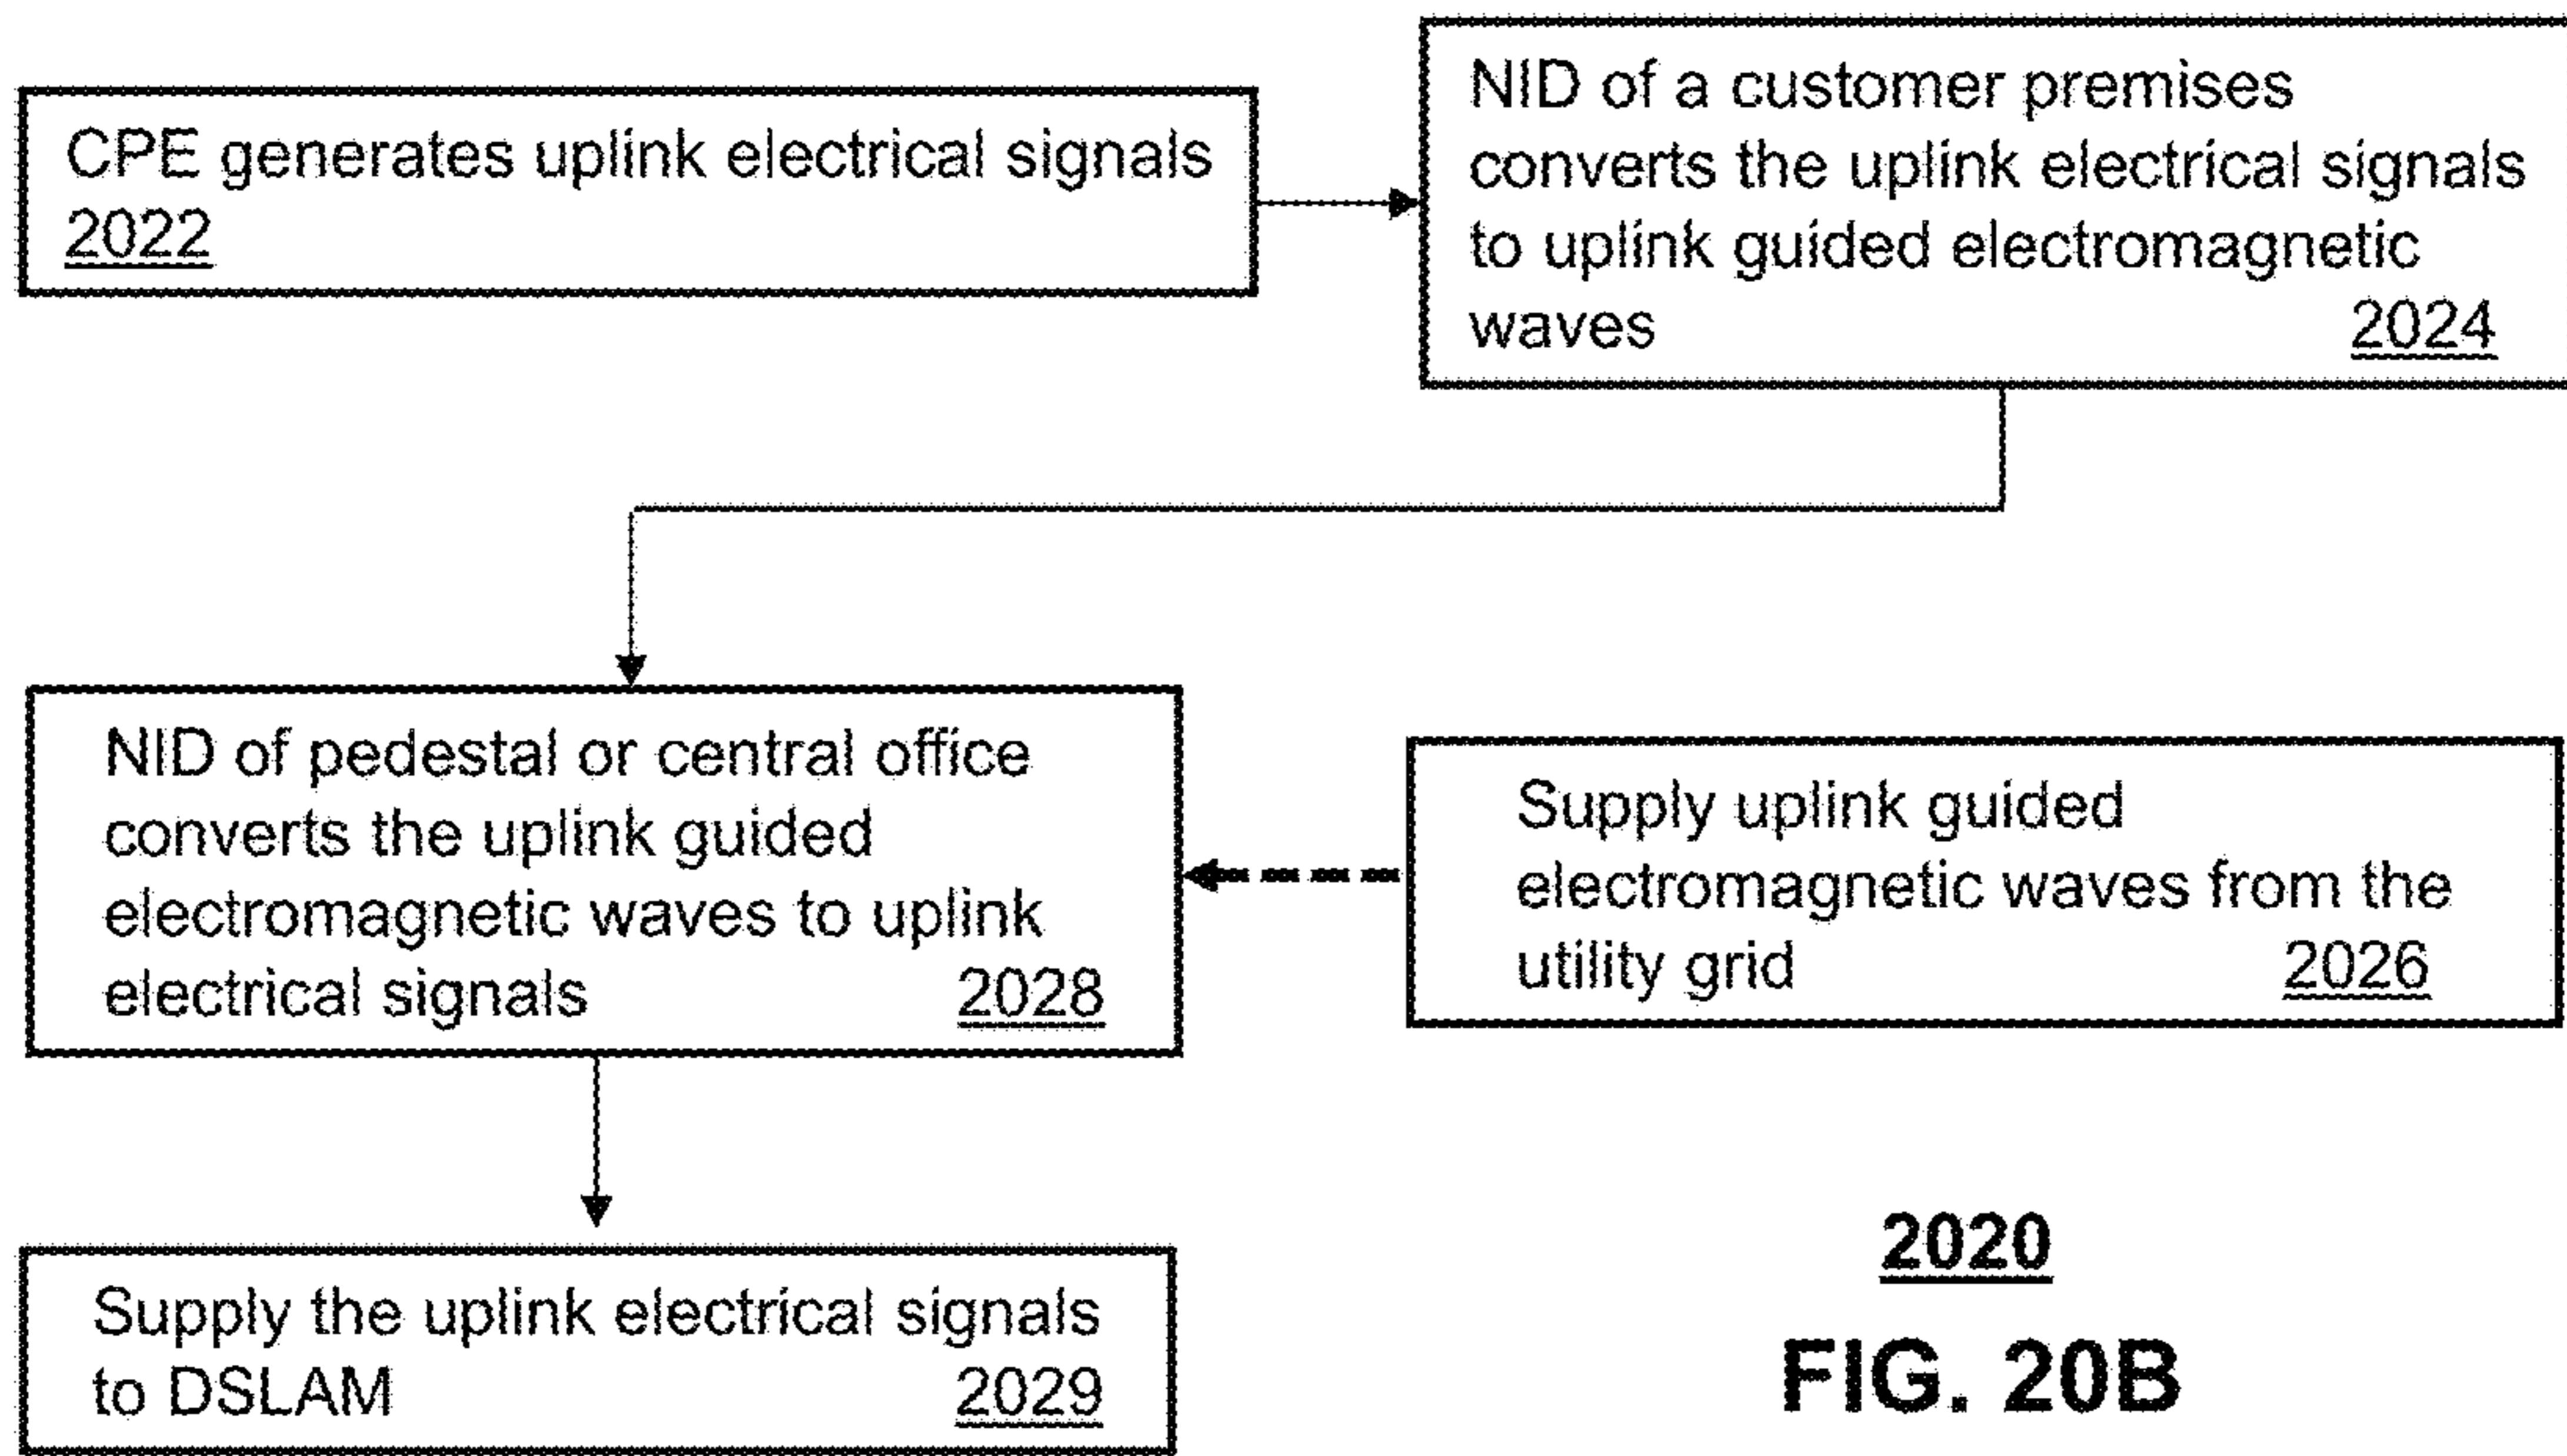 CPE generates uplink electrical signals
2022
NID of a customer premises
converts the uplink electrical signals
to uplink guided electromagnetic
waves 2024
NID of pedestal or central office
converts the uplink guided
electromagnetic waves to uplink
electrical signals 2028
Supply uplink guided
electromagnetic waves from the
utility grid 2026
Supply the uplink electrical signals
to DSLAM 2029
2020
FIG. 20B